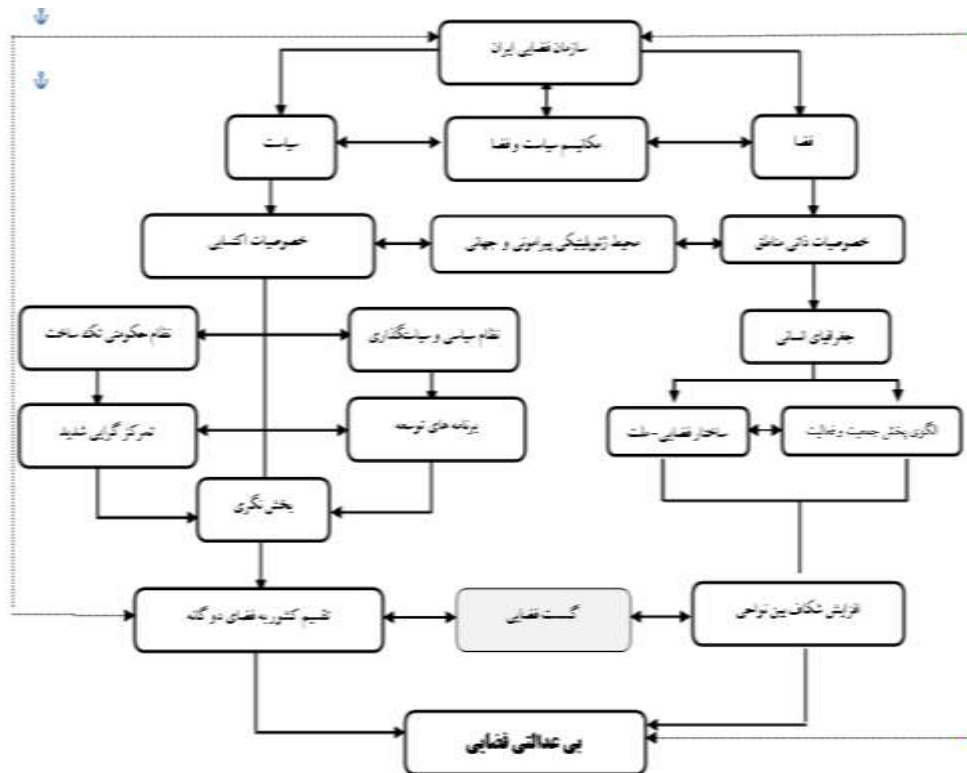 سازمان فضایی ایران
فضا
مکانیسم سیاست و فضا
سیاست
خصوصیات ذاتی مناطق
محیط ژئوپلیتیکی پیرامونی و جهانی
خصوصیات اکتسابی
جغرافیای انسانی
نظام سیاسی و سیاستگذاری
نظام حکومتی تک ساخت
الگوی پخش جمعیت و فعالیت
ساختار فضایی-ملت
برنامه های توسعه
تمرکز گرایی شدید
بخش نگری
افزایش شکاف بین نواحی
گسست فضایی
تقسیم کشور به فضای دو گانه
بی عدالتی فضایی